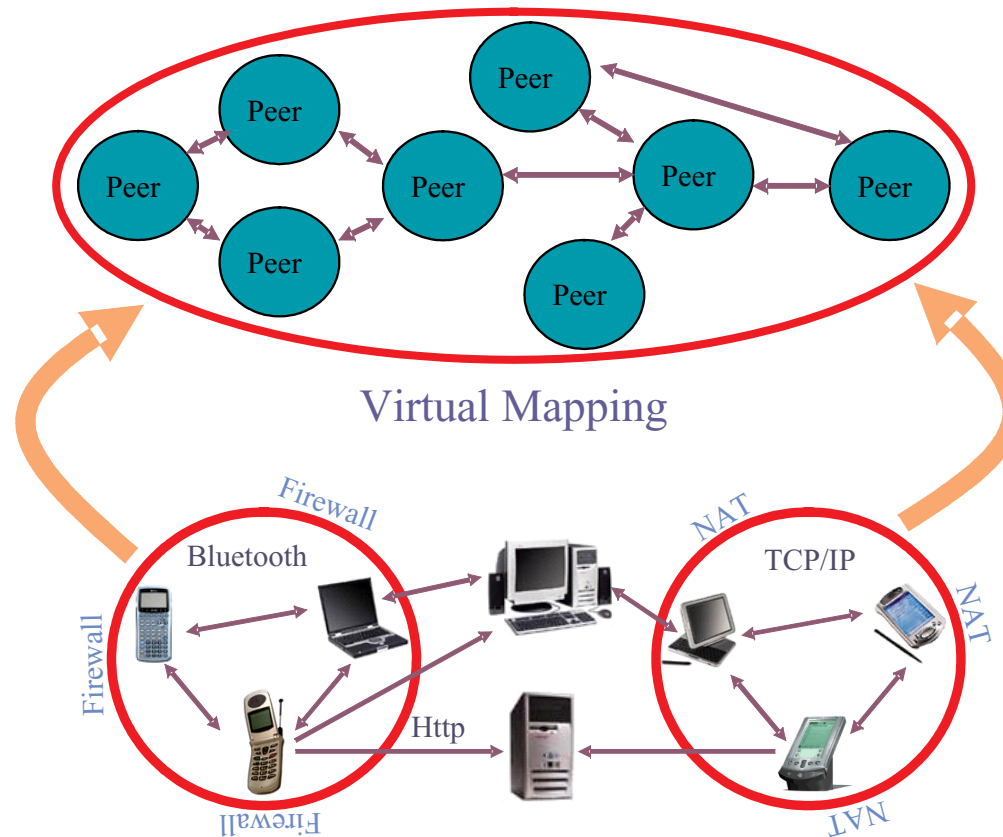 Peer
Peer
Peer
Peer
Peer
Peer
Peer
Peer
Virtual Mapping
Firewall
NAT
Bluetooth
TCP/IP
Firewall
NAT
Http
Firewall
NAT